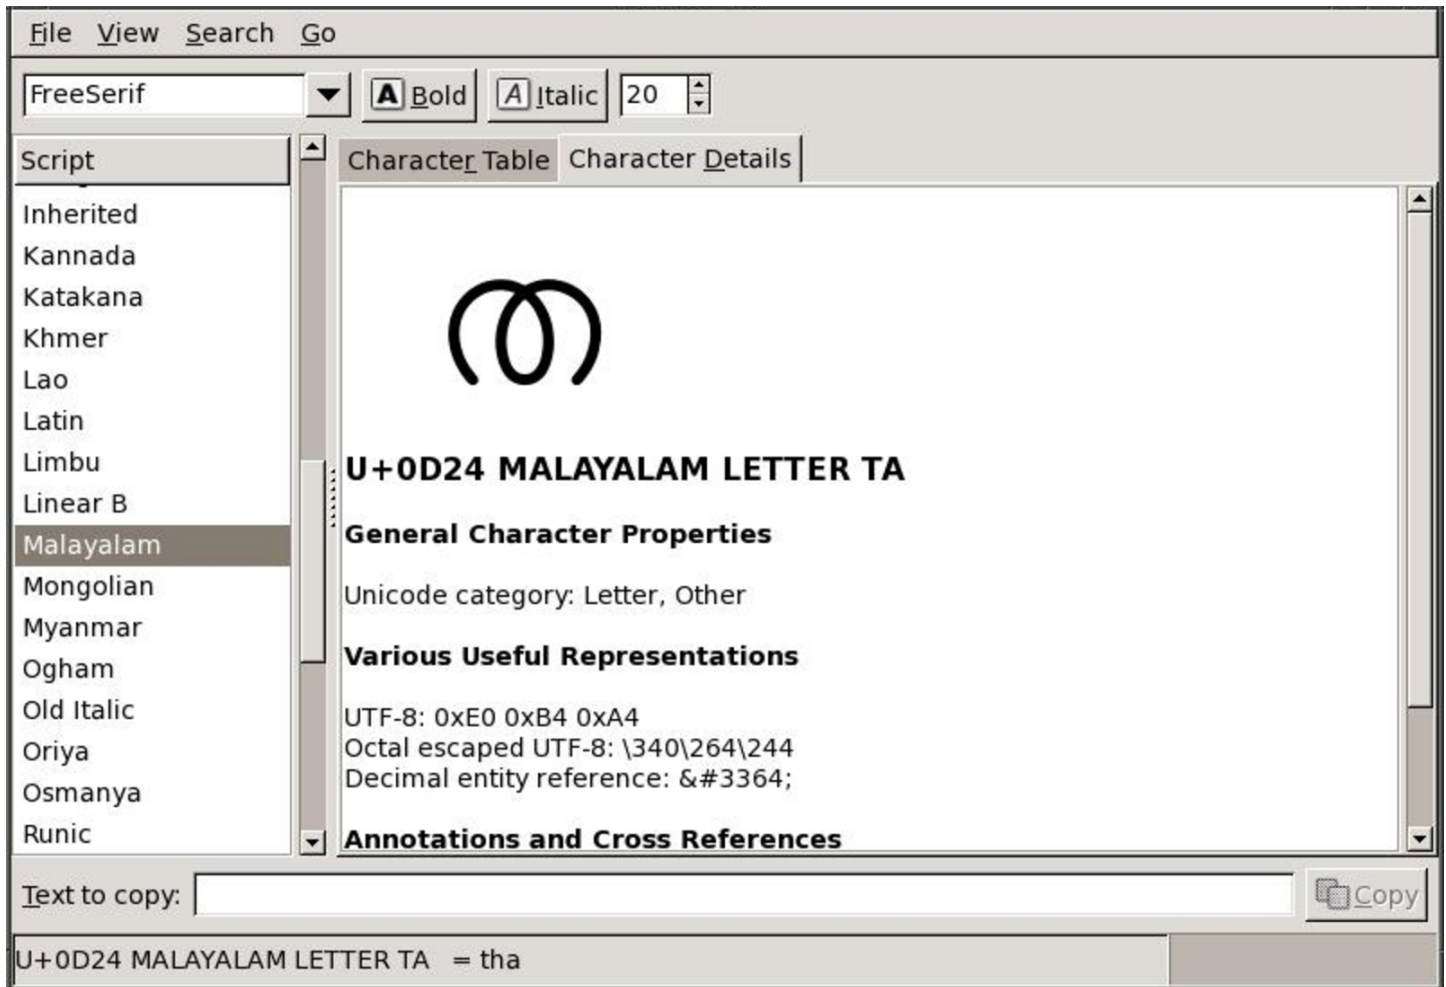 File View Search Go
FreeSerif A Bold A Italic 20
Script
Inherited
Kannada
Katakana
Khmer
Lao
Latin
Limbu
Linear B
Malayalam
Mongolian
Myanmar
Ogham
Old Italic
Oriya
Osmanya
Runic
Character Table Character Details
ത
U+0D24 MALAYALAM LETTER TA
General Character Properties
Unicode category: Letter, Other
Various Useful Representations
UTF-8: 0xE0 0xB4 0xA4
Octal escaped UTF-8: \340\264\244
Decimal entity reference: &#3364;
Annotations and Cross References
Text to copy: Copy
U+0D24 MALAYALAM LETTER TA = tha